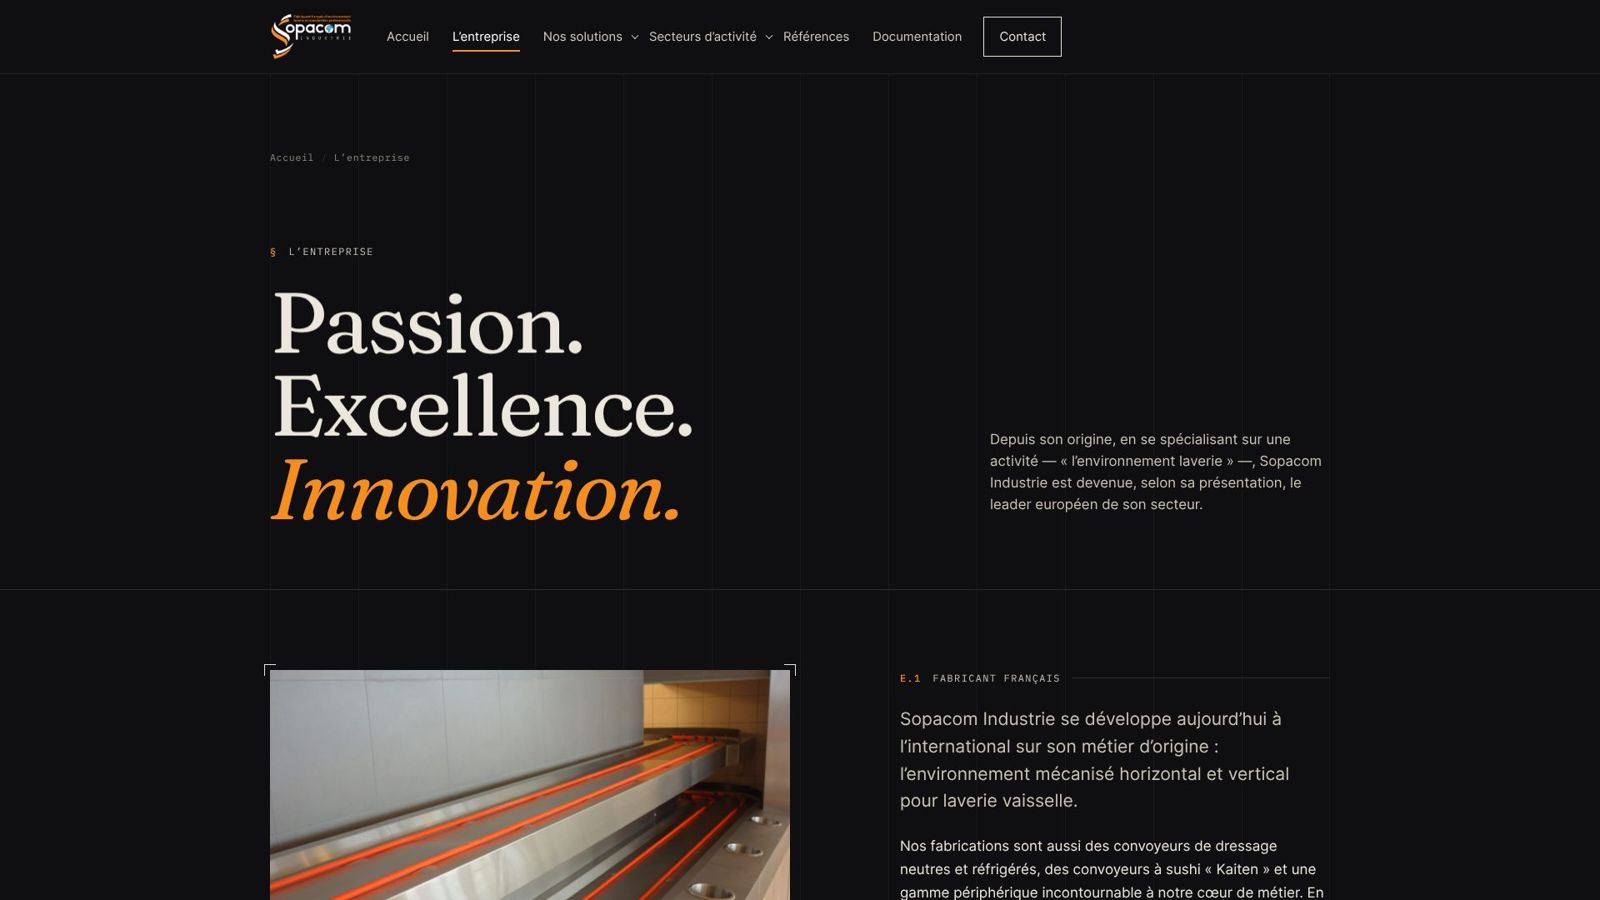 Sopacom
INDUSTRIE
Accueil
L’entreprise
Nos solutions
Secteurs d’activité
Références
Documentation
Contact
Accueil / L’entreprise
§ L’ENTREPRISE
Passion.
Excellence.
Innovation.
Depuis son origine, en se spécialisant sur une
activité — « l’environnement laverie » —, Sopacom
Industrie est devenue, selon sa présentation, le
leader européen de son secteur.
E.1 FABRICANT FRANÇAIS
Sopacom Industrie se développe aujourd’hui à
l’international sur son métier d’origine :
l’environnement mécanisé horizontal et vertical
pour laverie vaisselle.
Nos fabrications sont aussi des convoyeurs de dressage
neutres et réfrigérés, des convoyeurs à sushi « Kaiten » et une
gamme périphérique incontournable à notre cœur de métier. En